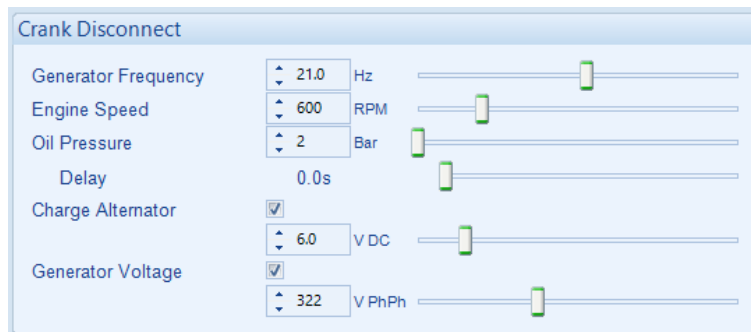 Crank Disconnect
Generator Frequency 21.0 Hz
Engine Speed 600 RPM
Oil Pressure 2 Bar
Delay 0.0s
Charge Alternator
6.0 V DC
Generator Voltage
322 V PhPh